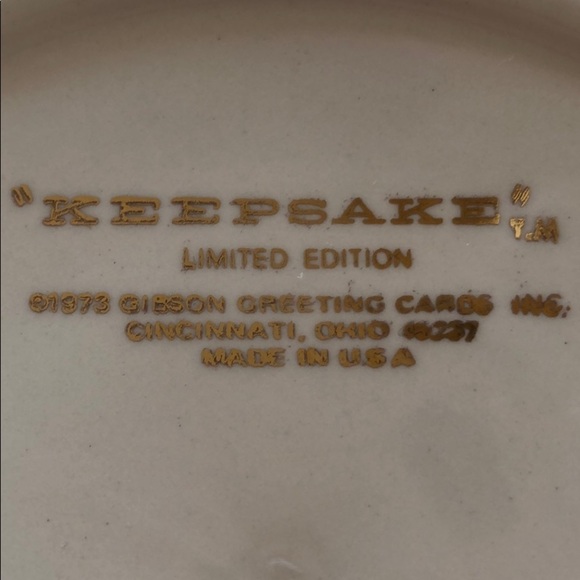 "KEEPSAKE"T.M
LIMITED EDITION
©1973 GIBSON GREETING CARDS INC.
CINCINNATI, OHIO 45237
MADE IN U.S.A